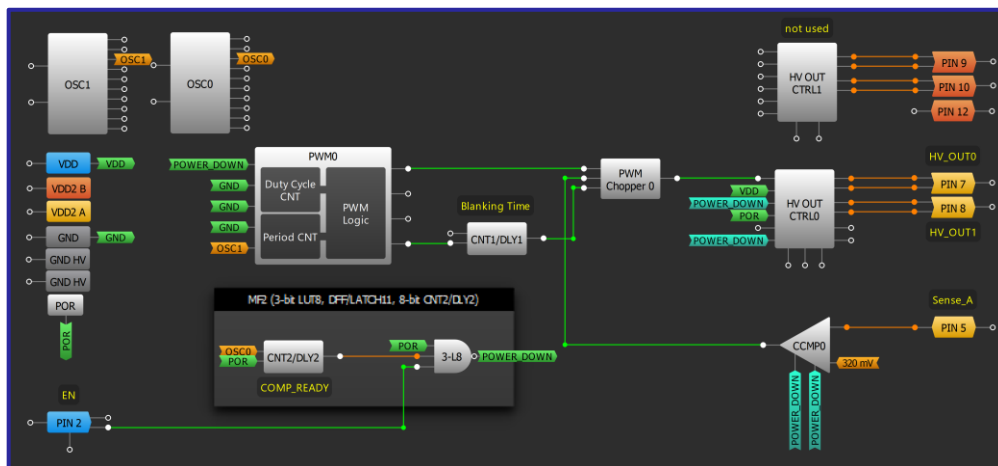 not used
OSC1
OSC1
OSC0
OSC0
HV OUT
CTRL1
PIN 9
PIN 10
PIN 12
VDD
VDD
VDD2 B
VDD2 A
GND
GND
GND HV
GND HV
POR
POR
POWER_DOWN
GND
GND
GND
OSC1
PWM0
Duty Cycle
CNT
Period CNT
PWM
Logic
Blanking Time
CNT1/DLY1
PWM
Chopper 0
VDD
POWER_DOWN
POR
POWER_DOWN
HV OUT
CTRL0
HV_OUT0
PIN 7
PIN 8
HV_OUT1
MF2 (3-bit LUT8, DFF/LATCH11, 8-bit CNT2/DLY2)
OSC0
POR
CNT2/DLY2
COMP_READY
POR
3-L8
POWER_DOWN
Sense_A
PIN 5
CCMP0
320 mV
POWER_DOWN
POWER_DOWN
EN
PIN 2